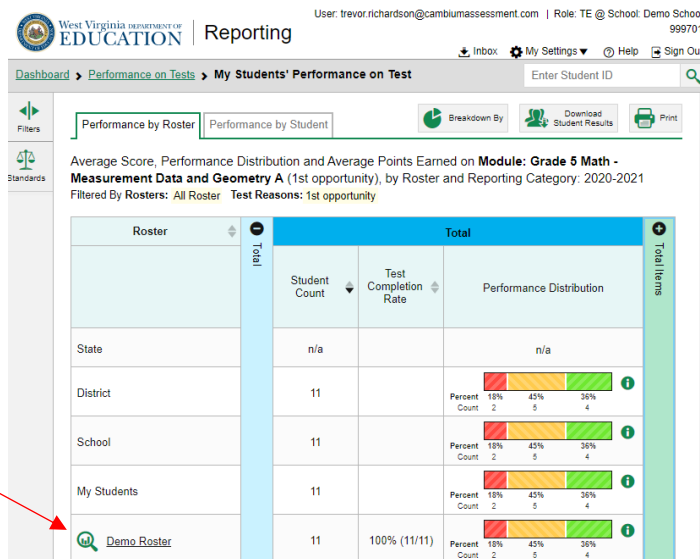 User: trevor.richardson@cambiumassessment.com | Role: TE @ School: Demo Schoo
999701
West Virginia DEPARTMENT OF
EDUCATION
Reporting
Inbox My Settings ▼ Help Sign Ou
Dashboard > Performance on Tests > My Students' Performance on Test
Enter Student ID
Filters
Standards
Performance by Roster
Performance by Student
Breakdown By
Download
Student Results
Print
Average Score, Performance Distribution and Average Points Earned on Module: Grade 5 Math -
Measurement Data and Geometry A (1st opportunity), by Roster and Reporting Category: 2020-2021
Filtered By Rosters: All Roster Test Reasons: 1st opportunity
Roster
Total
Total
Total Items
Student
Count
Test
Completion
Rate
Performance Distribution
State n/a n/a
District 11
Percent 18% 45% 36%
Count 2 5 4
School 11
Percent 18% 45% 36%
Count 2 5 4
My Students 11
Percent 18% 45% 36%
Count 2 5 4
Demo Roster 11 100% (11/11)
Percent 18% 45% 36%
Count 2 5 4